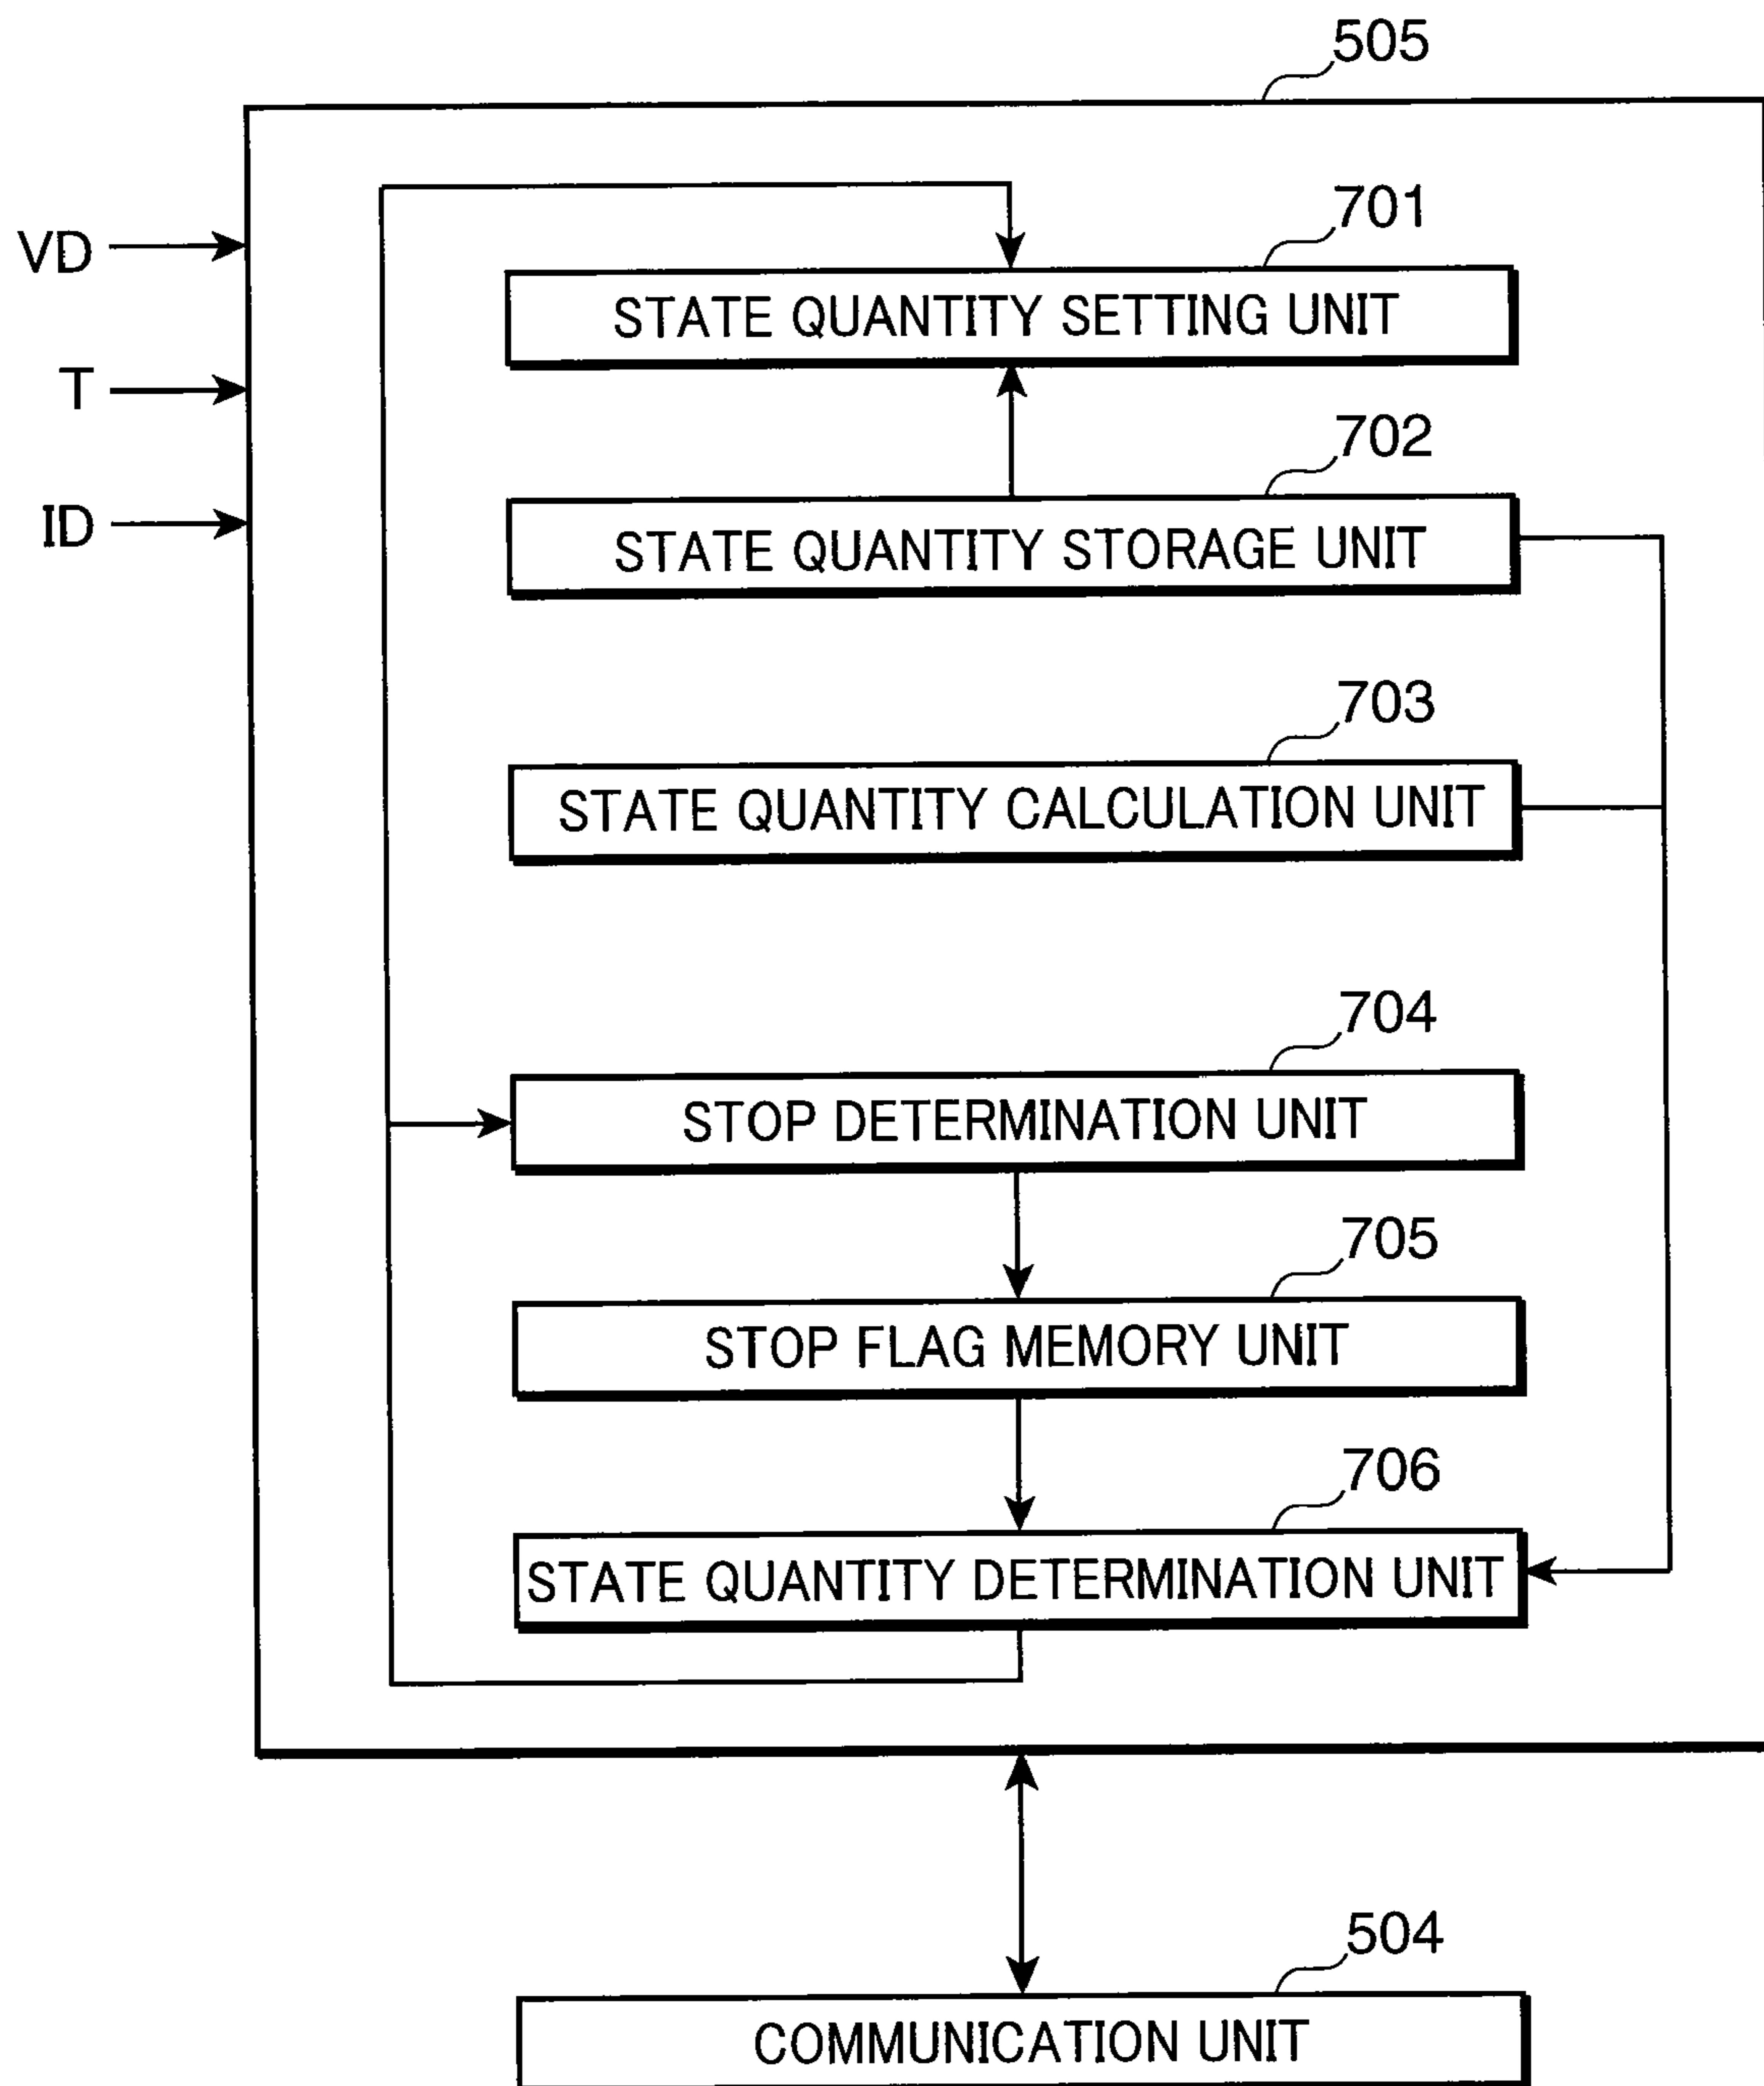 505
VD
T
ID
701
STATE QUANTITY SETTING UNIT
702
STATE QUANTITY STORAGE UNIT
703
STATE QUANTITY CALCULATION UNIT
704
STOP DETERMINATION UNIT
705
STOP FLAG MEMORY UNIT
706
STATE QUANTITY DETERMINATION UNIT
504
COMMUNICATION UNIT